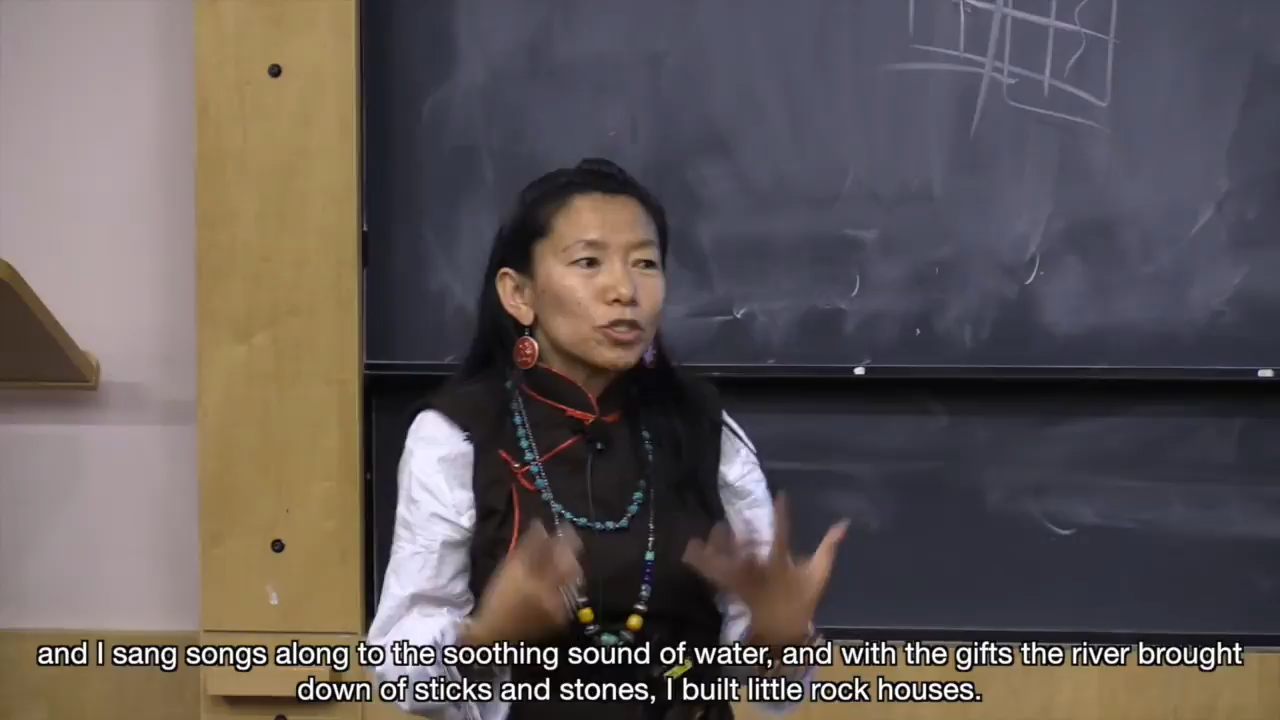 and I sang songs along to the soothing sound of water, and with the gifts the river brought
down of sticks and stones, I built little rock houses.